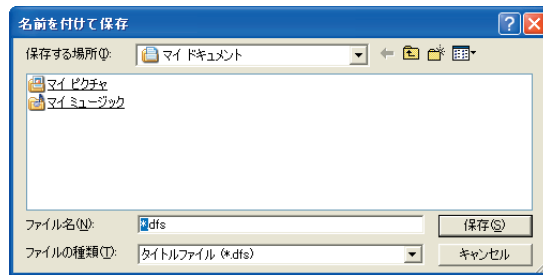 名前を付けて保存
保存する場所(I): マイ ドキュメント
マイ ピクチャ
マイ ミュージック
ファイル名(N): *.dfs 保存(S)
ファイルの種類(T): タイトルファイル (*.dfs) キャンセル